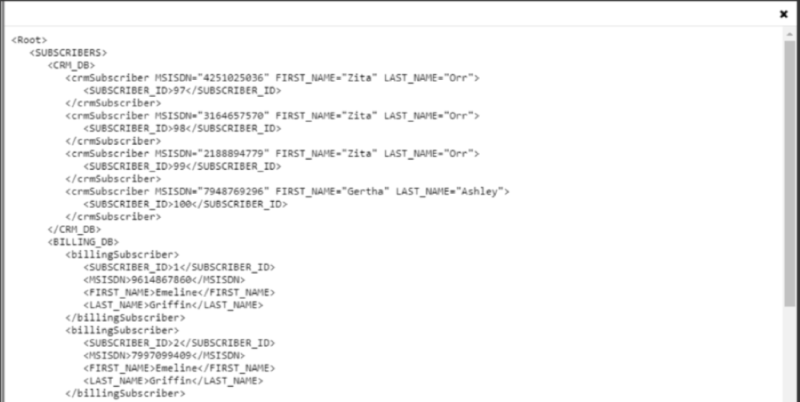 <Root>
<SUBSCRIBERS>
<CRM_DB>
<crmSubscriber MSISDN="4251025036" FIRST_NAME="Zita" LAST_NAME="Orr">
<SUBSCRIBER_ID>97</SUBSCRIBER_ID>
</crmSubscriber>
<crmSubscriber MSISDN="3164657570" FIRST_NAME="Zita" LAST_NAME="Orr">
<SUBSCRIBER_ID>98</SUBSCRIBER_ID>
</crmSubscriber>
<crmSubscriber MSISDN="2188894779" FIRST_NAME="Zita" LAST_NAME="Orr">
<SUBSCRIBER_ID>99</SUBSCRIBER_ID>
</crmSubscriber>
<crmSubscriber MSISDN="7948769296" FIRST_NAME="Gertha" LAST_NAME="Ashley">
<SUBSCRIBER_ID>100</SUBSCRIBER_ID>
</crmSubscriber>
</CRM_DB>
<BILLING_DB>
<billingSubscriber>
<SUBSCRIBER_ID>1</SUBSCRIBER_ID>
<MSISDN>9614867860</MSISDN>
<FIRST_NAME>Emeline</FIRST_NAME>
<LAST_NAME>Griffin</LAST_NAME>
</billingSubscriber>
<billingSubscriber>
<SUBSCRIBER_ID>2</SUBSCRIBER_ID>
<MSISDN>7997099409</MSISDN>
<FIRST_NAME>Emeline</FIRST_NAME>
<LAST_NAME>Griffin</LAST_NAME>
</billingSubscriber>